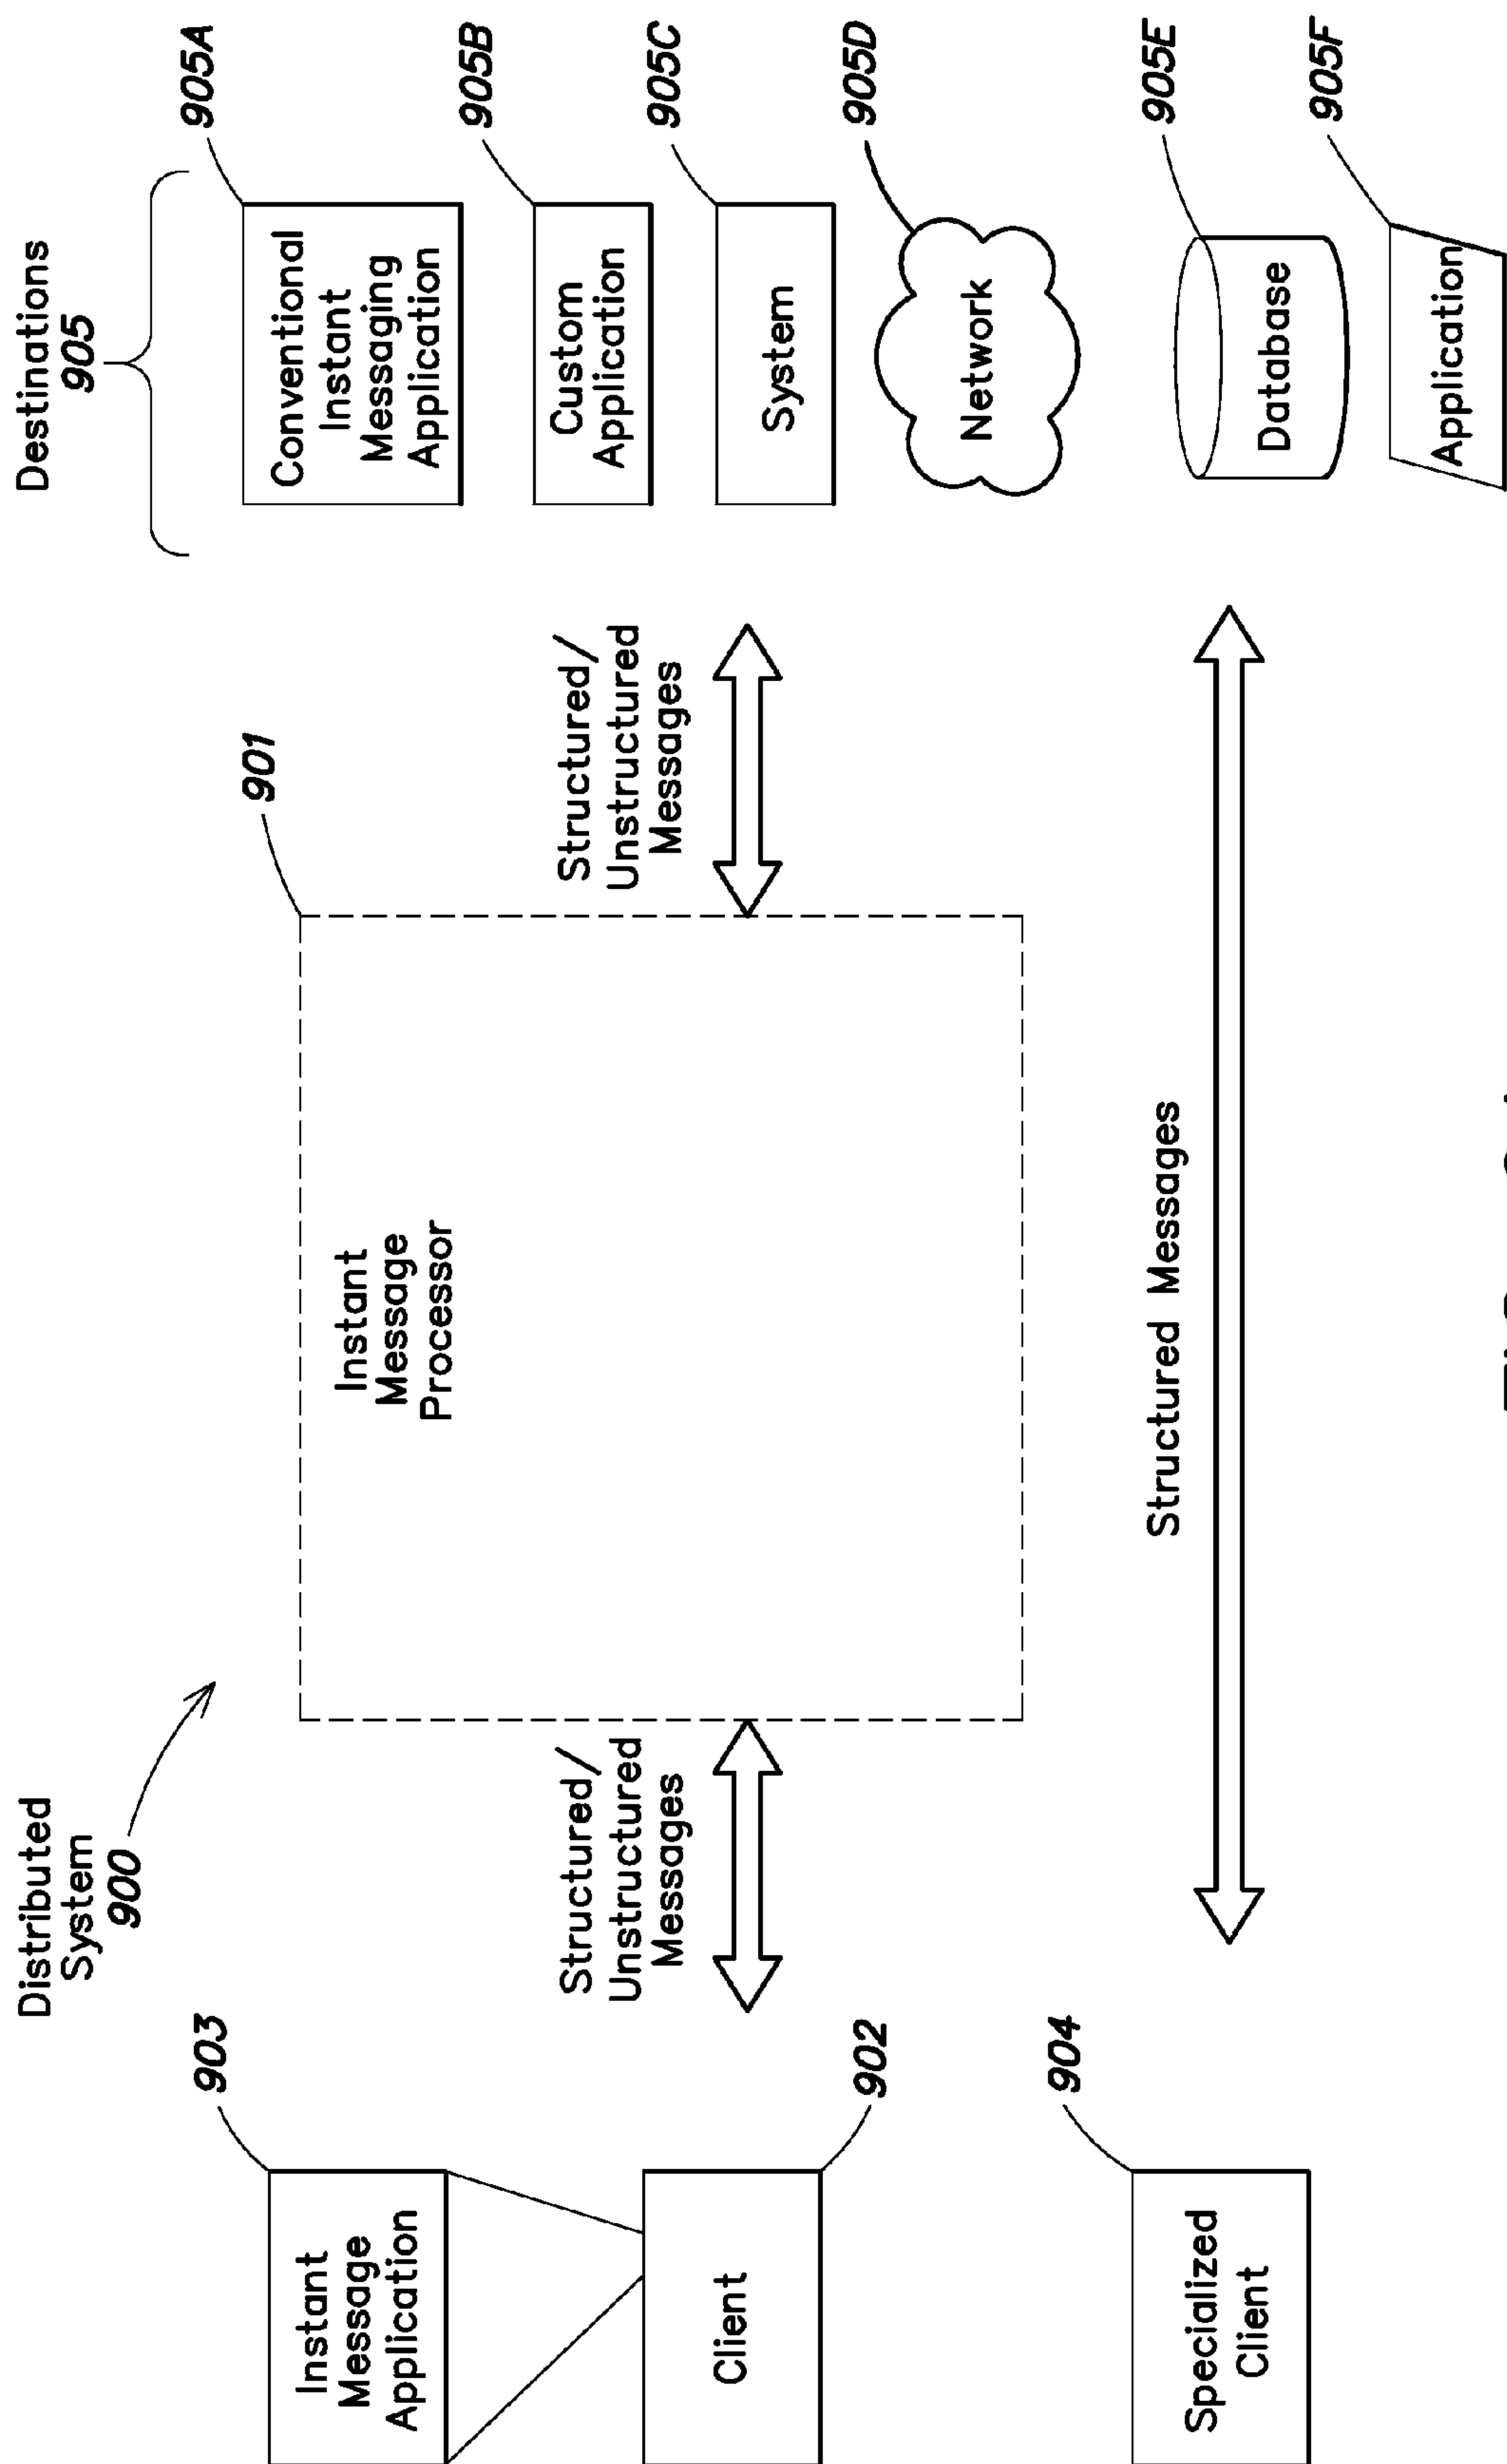 Distributed
System
900
Destinations
905
903
Instant
Message
Application
Client
902
904
Specialized
Client
Structured/
Unstructured
Messages
901
Instant
Message
Processor
Structured/
Unstructured
Messages
Structured Messages
905A
Conventional
Instant
Messaging
Application
905B
Custom
Application
905C
System
905D
Network
905E
Database
905F
Application